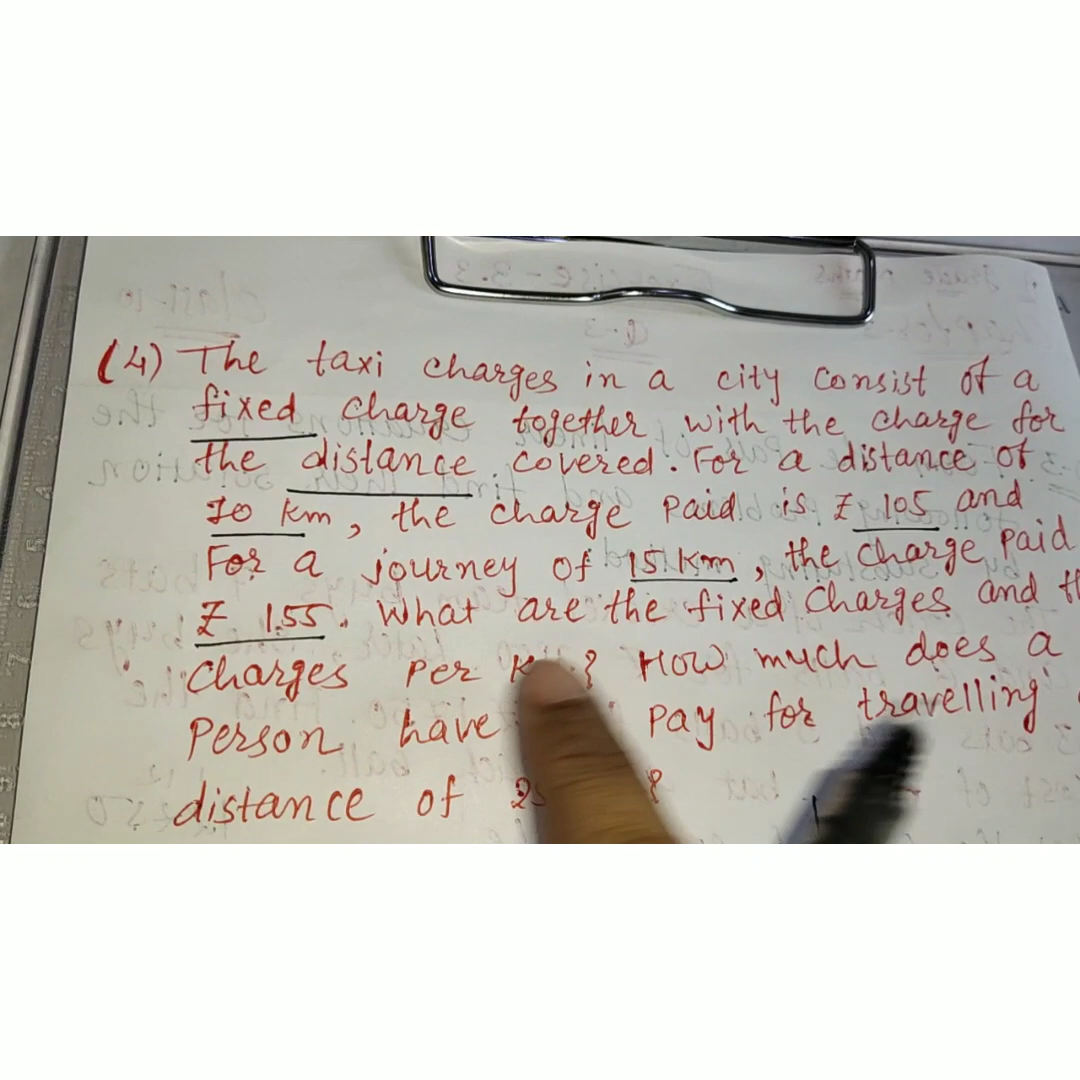 (4) The taxi charges in a city consist of a
fixed charge together with the charge for
the distance covered. For a distance of
10 km, the charge paid is ₹ 105 and
For a journey of 15 Km, the charge paid
₹ 155. What are the fixed charges and th
charges per ? How much does a
person have pay for travelling
distance of ?